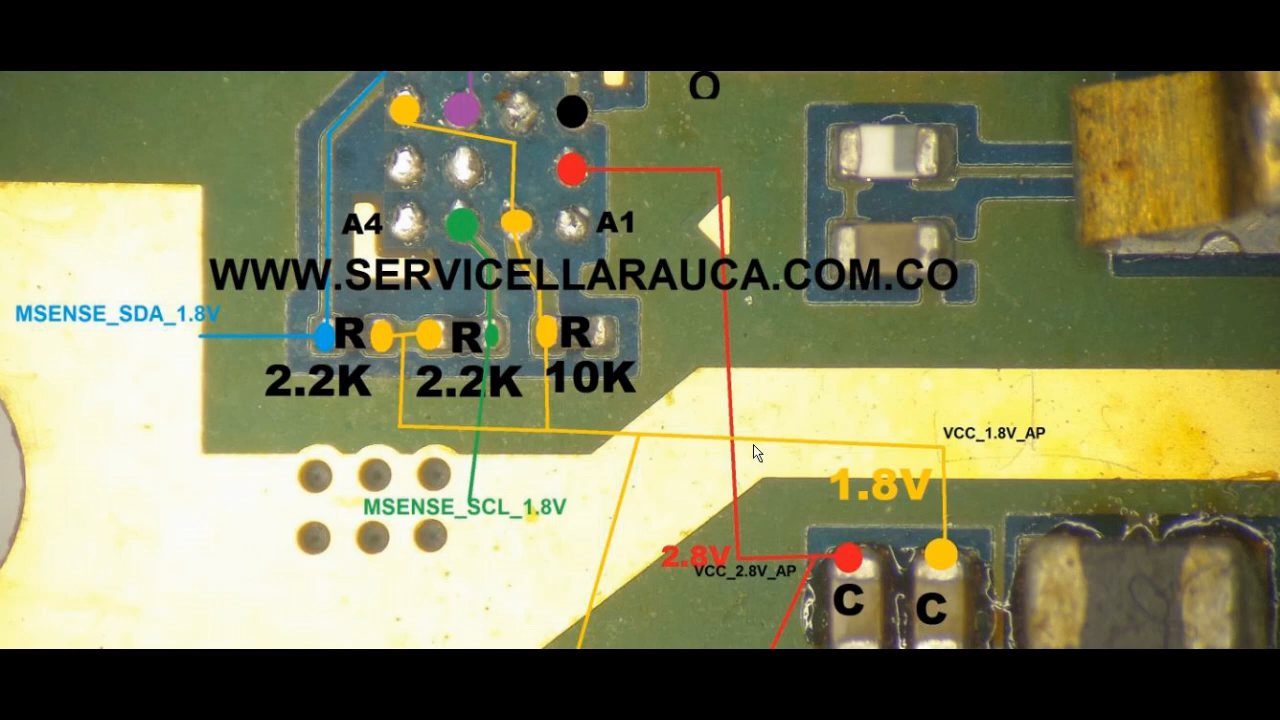 O
A4
A1
WWW.SERVICELLARAUCA.COM.CO
MSENSE_SDA_1.8V
R
R
R
2.2K
2.2K
10K
VCC_1.8V_AP
1.8V
MSENSE_SCL_1.8V
2.8V
VCC_2.8V_AP
C
C